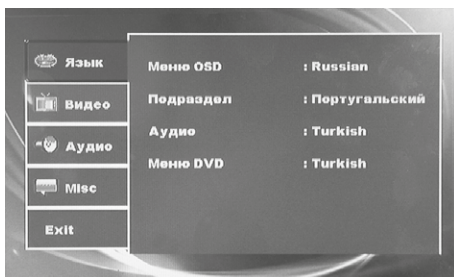 Язык
Видео
Аудио
Misc
Exit
Меню OSD : Russian
Подраздел : Португальский
Аудио : Turkish
Меню DVD : Turkish